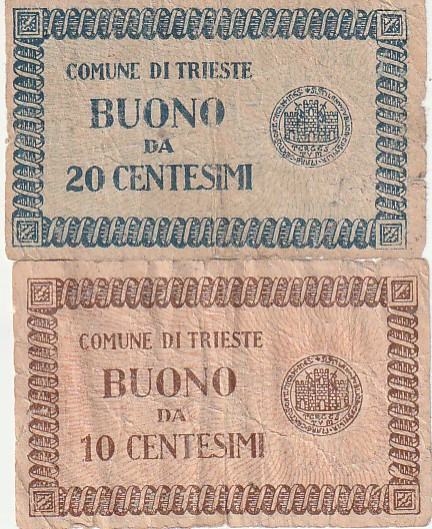 COMUNE DI TRIESTE
BUONO
DA
20 CENTESIMI
COMUNE DI TRIESTE
BUONO
DA
10 CENTESIMI